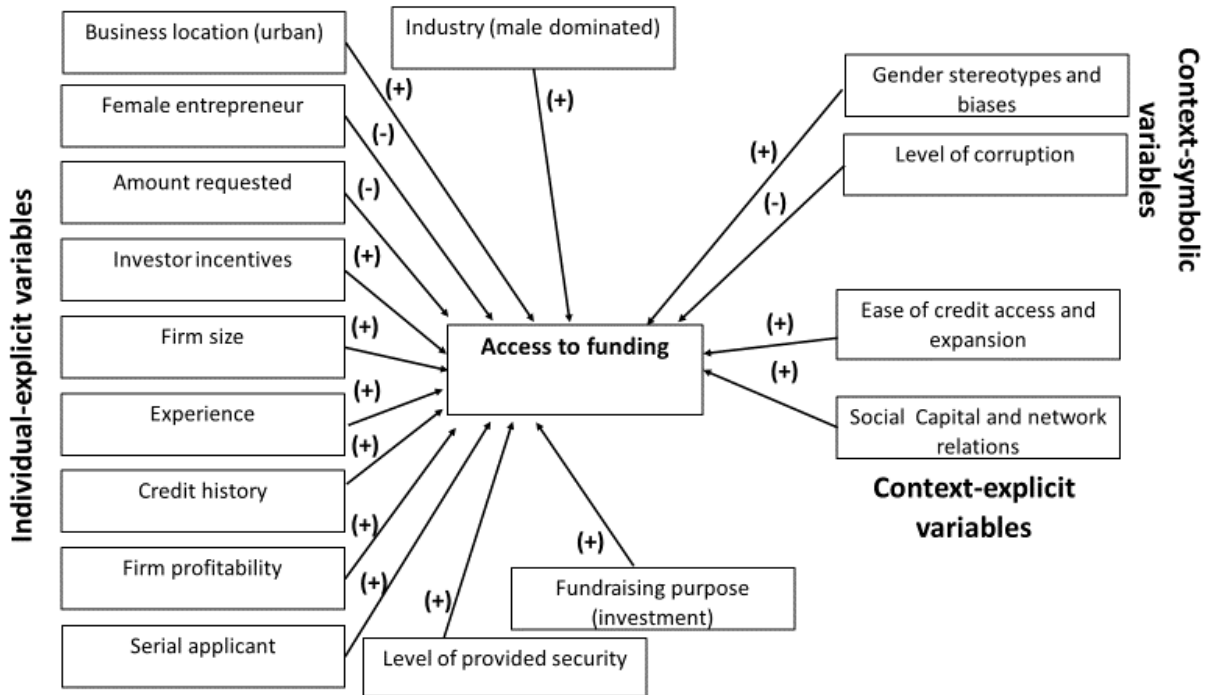 Individual-explicit variables
Business location (urban)
Female entrepreneur
Amount requested
Investor incentives
Firm size
Experience
Credit history
Firm profitability
Serial applicant
(+)
(-)
(-)
(+)
(+)
(+)
(+)
(+)
(+)
Industry (male dominated)
(+)
Access to funding
(+)
Level of provided security
(+)
Fundraising purpose
(investment)
Gender stereotypes and
biases
Level of corruption
(+)
(-)
Context-symbolic
variables
Ease of credit access and
expansion
(+)
(+)
Social Capital and network
relations
Context-explicit
variables